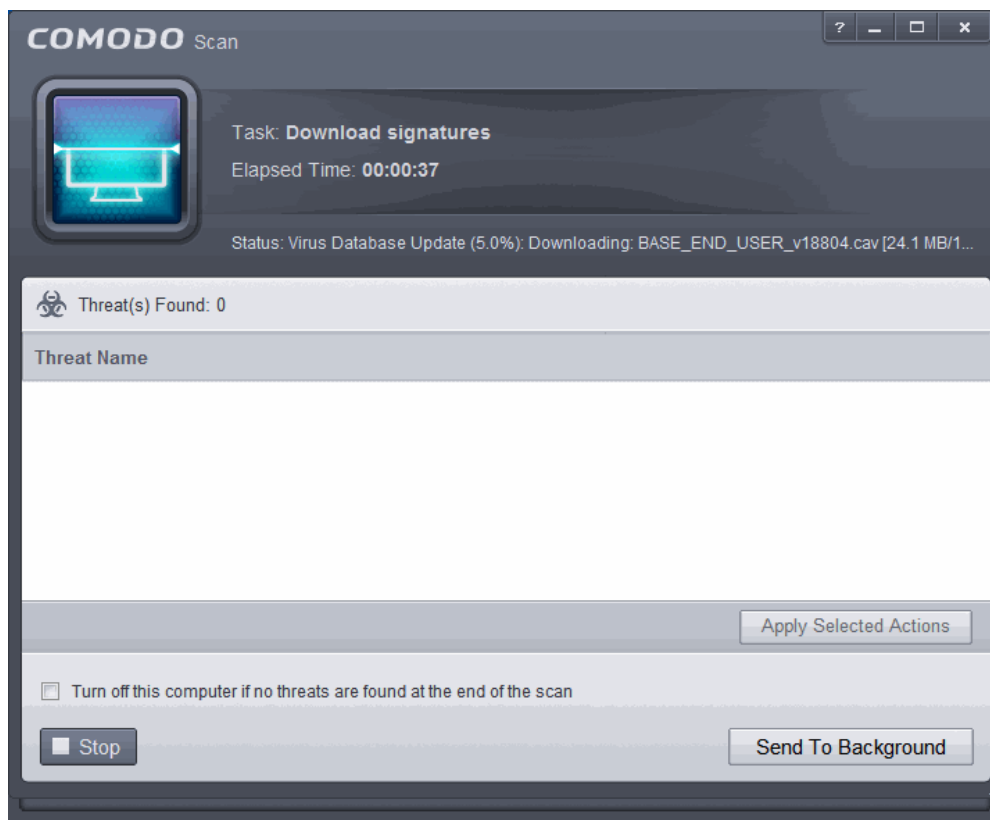 COMODO Scan
?
Task: Download signatures
Elapsed Time: 00:00:37
Status: Virus Database Update (5.0%): Downloading: BASE_END_USER_v18804.cav [24.1 MB/1...
Threat(s) Found: 0
Threat Name
Apply Selected Actions
Turn off this computer if no threats are found at the end of the scan
Stop
Send To Background